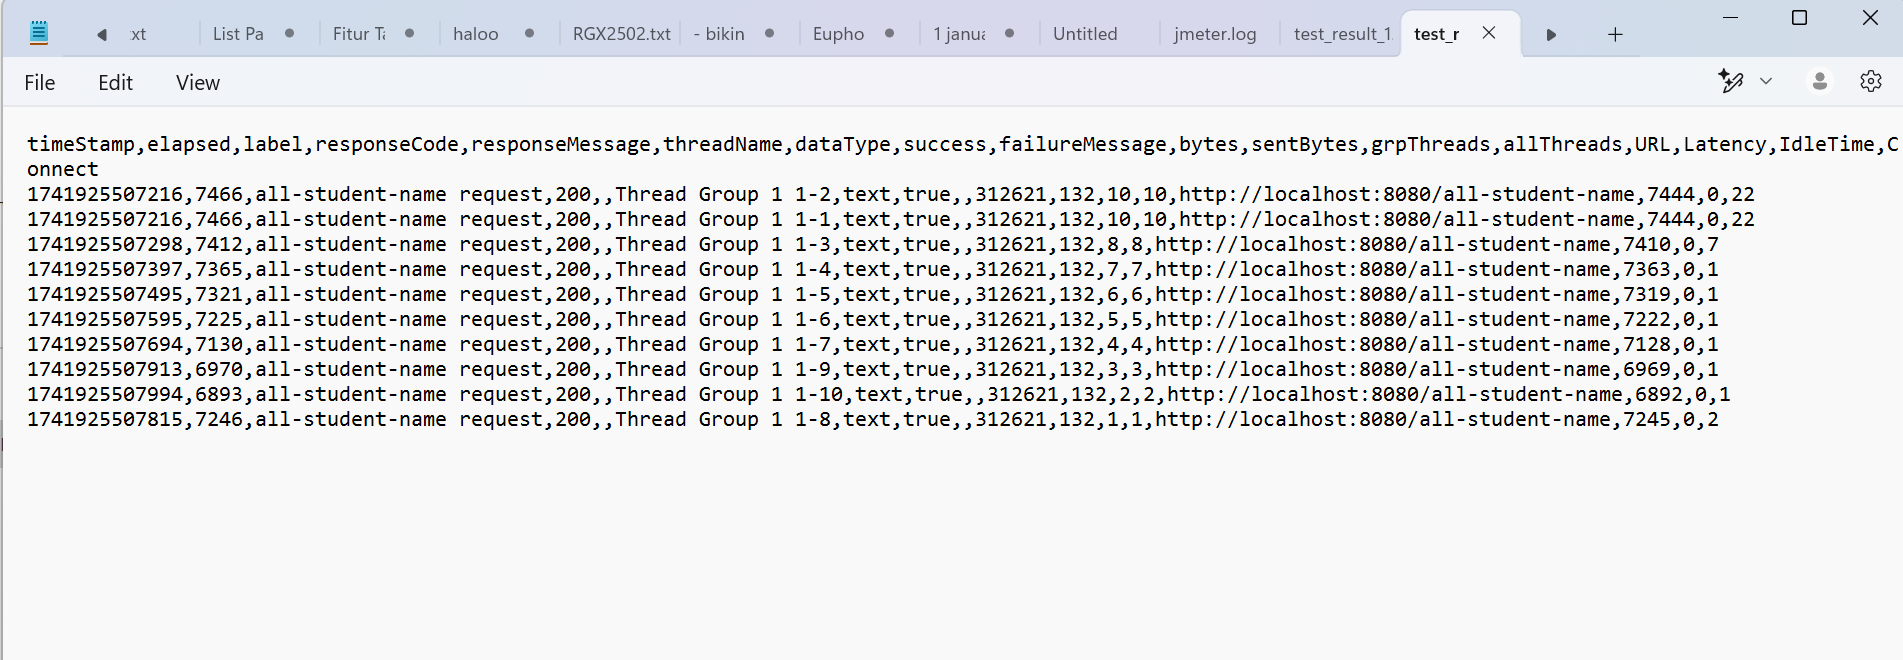 xt List Pa Fitur Ta haloo RGX2502.txt - bikin Eupho 1 janua Untitled jmeter.log test_result_1. test_r
File Edit View
timeStamp,elapsed,label,responseCode,responseMessage,threadName,dataType,success,failureMessage,bytes,sentBytes,grpThreads,allThreads,URL,Latency,IdleTime,C
onnect
1741925507216,7466,all-student-name request,200,,Thread Group 1 1-2,text,true,,312621,132,10,10,http://localhost:8080/all-student-name,7444,0,22
1741925507216,7466,all-student-name request,200,,Thread Group 1 1-1,text,true,,312621,132,10,10,http://localhost:8080/all-student-name,7444,0,22
1741925507298,7412,all-student-name request,200,,Thread Group 1 1-3,text,true,,312621,132,8,8,http://localhost:8080/all-student-name,7410,0,7
1741925507397,7365,all-student-name request,200,,Thread Group 1 1-4,text,true,,312621,132,7,7,http://localhost:8080/all-student-name,7363,0,1
1741925507495,7321,all-student-name request,200,,Thread Group 1 1-5,text,true,,312621,132,6,6,http://localhost:8080/all-student-name,7319,0,1
1741925507595,7225,all-student-name request,200,,Thread Group 1 1-6,text,true,,312621,132,5,5,http://localhost:8080/all-student-name,7222,0,1
1741925507694,7130,all-student-name request,200,,Thread Group 1 1-7,text,true,,312621,132,4,4,http://localhost:8080/all-student-name,7128,0,1
1741925507913,6970,all-student-name request,200,,Thread Group 1 1-9,text,true,,312621,132,3,3,http://localhost:8080/all-student-name,6969,0,1
1741925507994,6893,all-student-name request,200,,Thread Group 1 1-10,text,true,,312621,132,2,2,http://localhost:8080/all-student-name,6892,0,1
1741925507815,7246,all-student-name request,200,,Thread Group 1 1-8,text,true,,312621,132,1,1,http://localhost:8080/all-student-name,7245,0,2